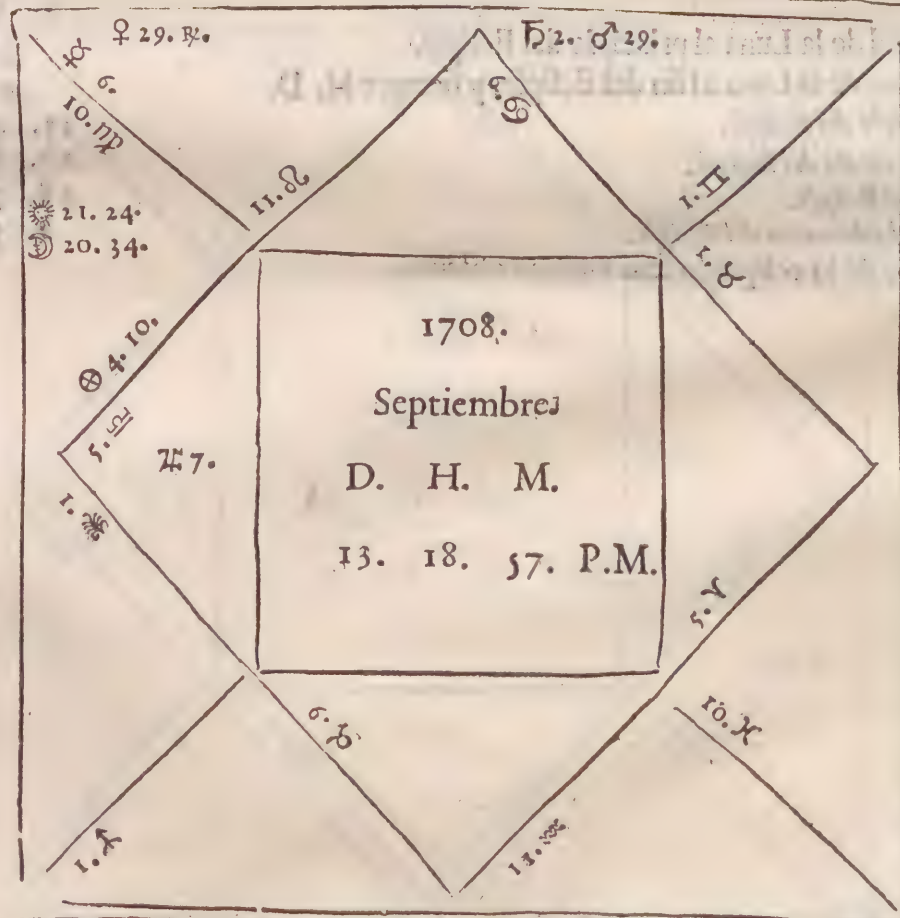 ♀ 29. ℞.
♄ 2. ♂ 29.
☿ 6.
10. ♍
6. ♋
11. ♌
1. ♊
☉ 21. 24.
☽ 20. 34.
1. ♉
1708.
Septiembre
⊗ 4. 10.
5. ♎
♃ 7.
D. H. M.
1. ♏
13. 18. 57. P.M.
5. ♈
6. ♑
10. ♓
1. ♐
11. ♒